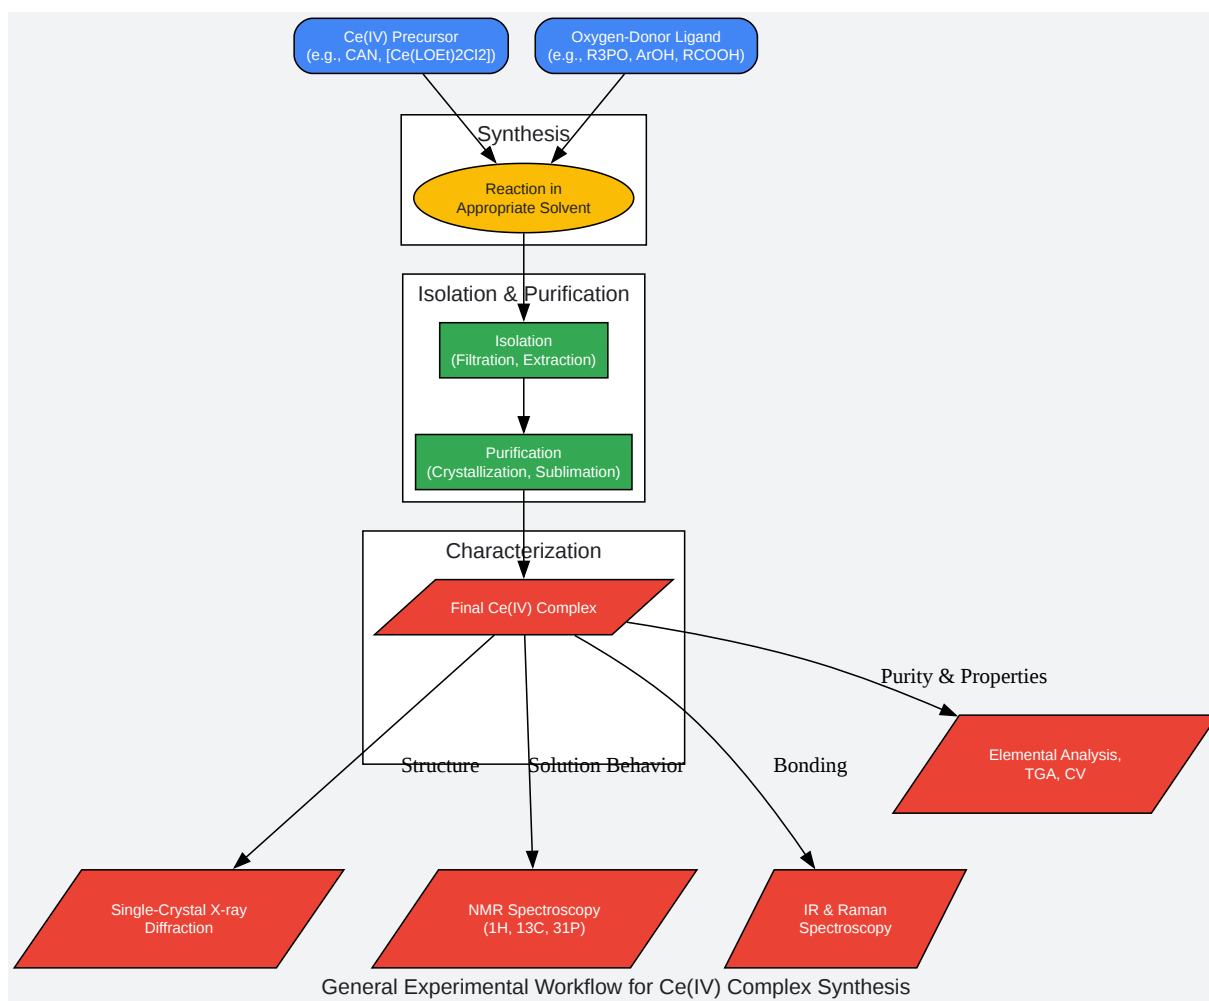 Ce(IV) Precursor
(e.g., CAN, [Ce(LOEt)2Cl2])
Oxygen-Donor Ligand
(e.g., R3PO, ArOH, RCOOH)
Synthesis
Reaction in
Appropriate Solvent
Isolation & Purification
Isolation
(Filtration, Extraction)
Purification
(Crystallization, Sublimation)
Characterization
Final Ce(IV) Complex
Purity & Properties
Elemental Analysis,
TGA, CV
Structure
Solution Behavior
Bonding
Single-Crystal X-ray
Diffraction
NMR Spectroscopy
(1H, 13C, 31P)
IR & Raman
Spectroscopy
General Experimental Workflow for Ce(IV) Complex Synthesis